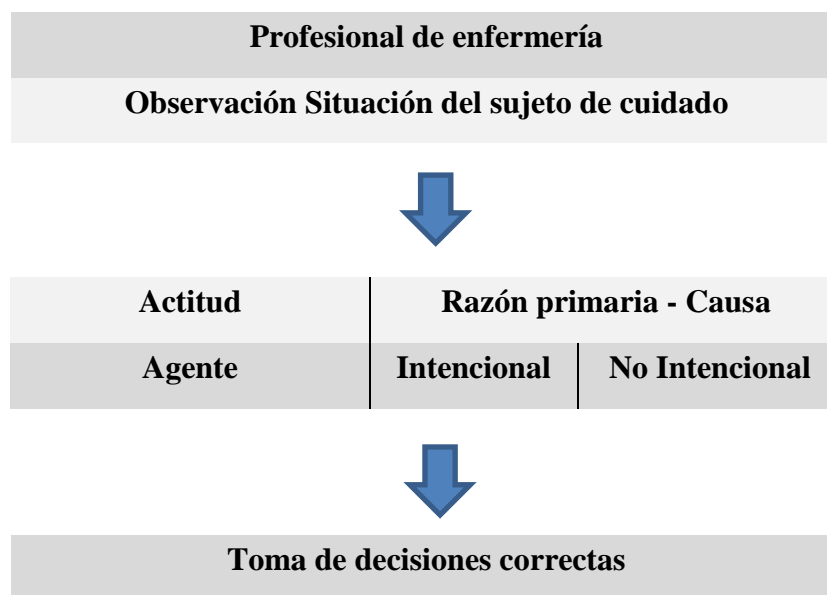 Profesional de enfermería
Observación Situación del sujeto de cuidado
Actitud Razón primaria - Causa
Agente Intencional No Intencional
Toma de decisiones correctas